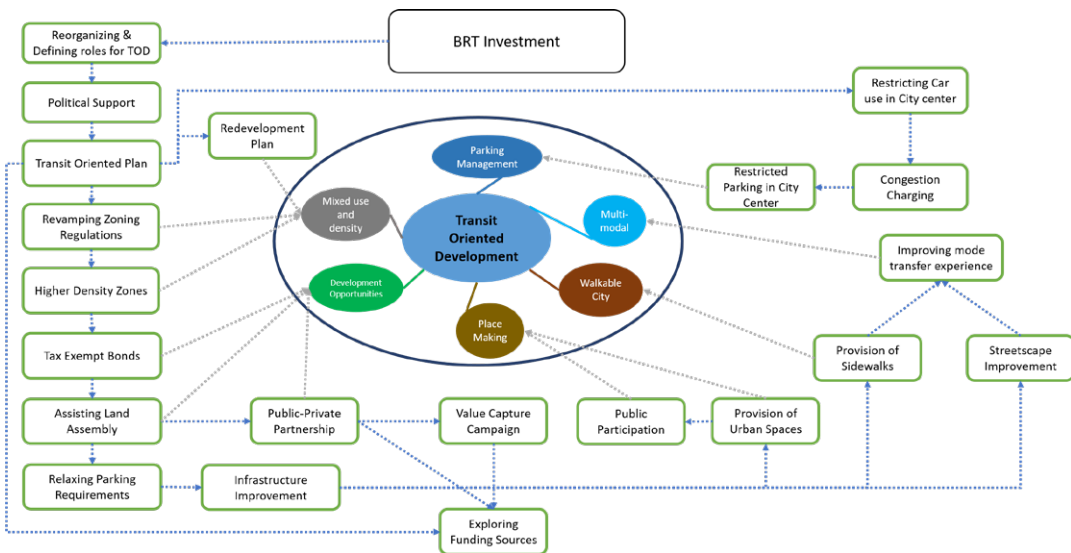 Reorganizing &
Defining roles for TOD
BRT Investment
Political Support
Restricting Car
use in City center
Redevelopment
Plan
Transit Oriented Plan
Parking
Management
Restricted
Parking in City
Center
Congestion
Charging
Mixed use
and
density
Transit
Oriented
Development
Multi-
modal
Revamping Zoning
Regulations
Improving mode
transfer experience
Higher Density Zones
Development
Opportunities
Walkable
City
Place
Making
Tax Exempt Bonds
Provision of
Sidewalks
Streetscape
Improvement
Assisting Land
Assembly
Public-Private
Partnership
Value Capture
Campaign
Public
Participation
Provision of
Urban Spaces
Relaxing Parking
Requirements
Infrastructure
Improvement
Exploring
Funding Sources